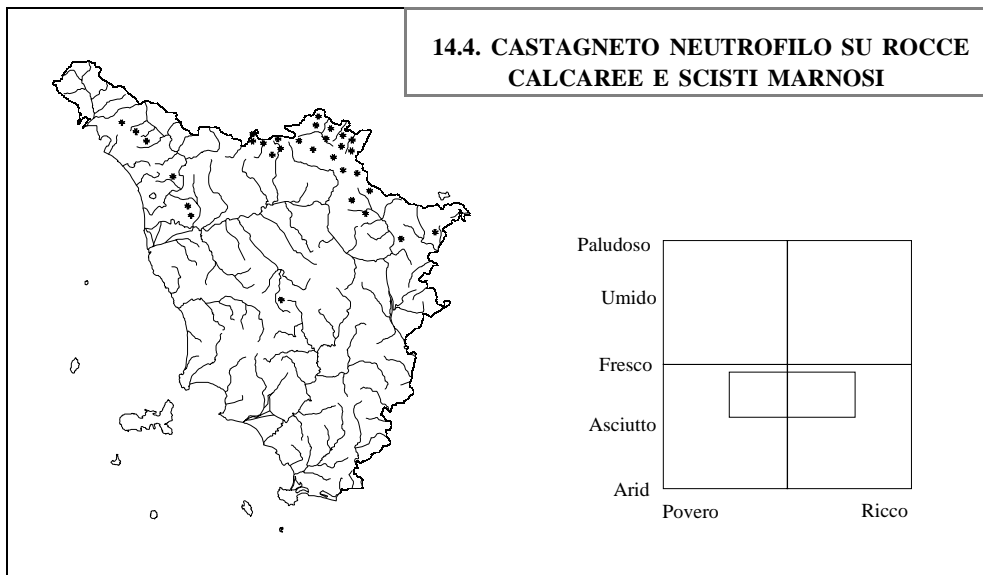 14.4. CASTAGNETO NEUTROFILO SU ROCCE
CALCAREE E SCISTI MARNOSI
Paludoso
Umido
Fresco
Asciutto
Arid
Povero
Ricco